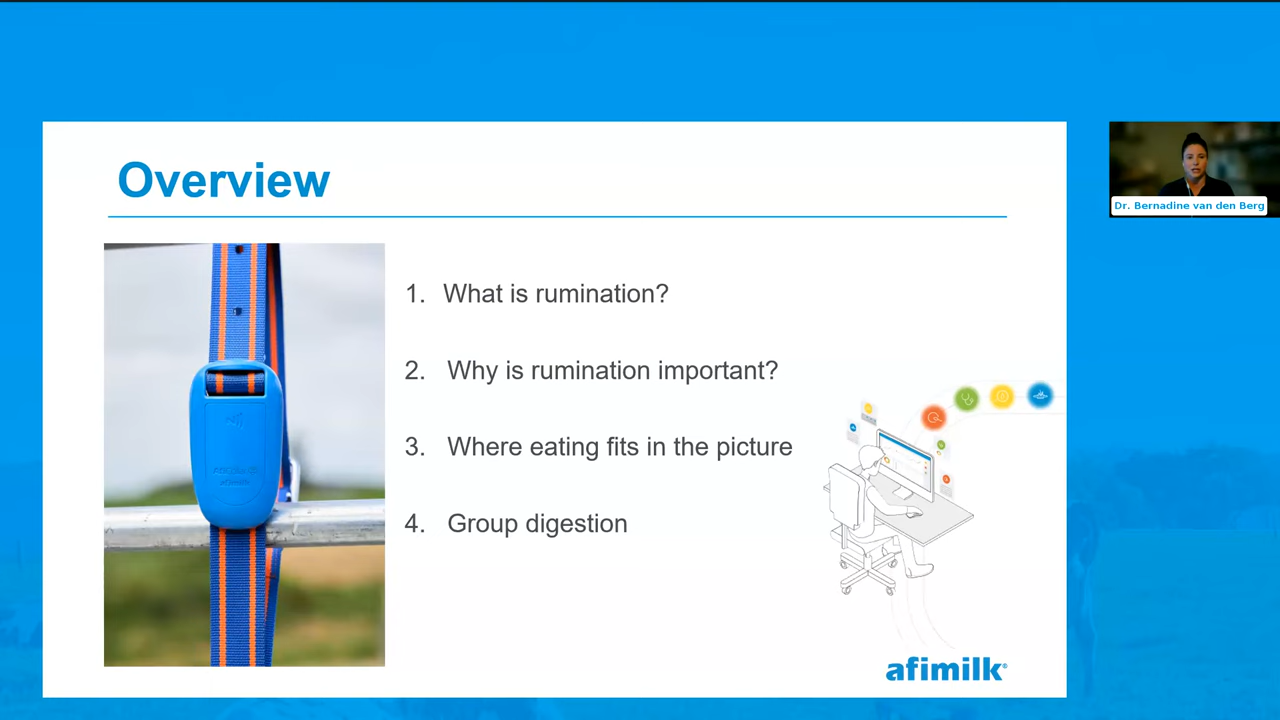 Overview
1. What is rumination?
2. Why is rumination important?
3. Where eating fits in the picture
4. Group digestion
afimilk
afimilk®
Dr. Bernadine van den Berg